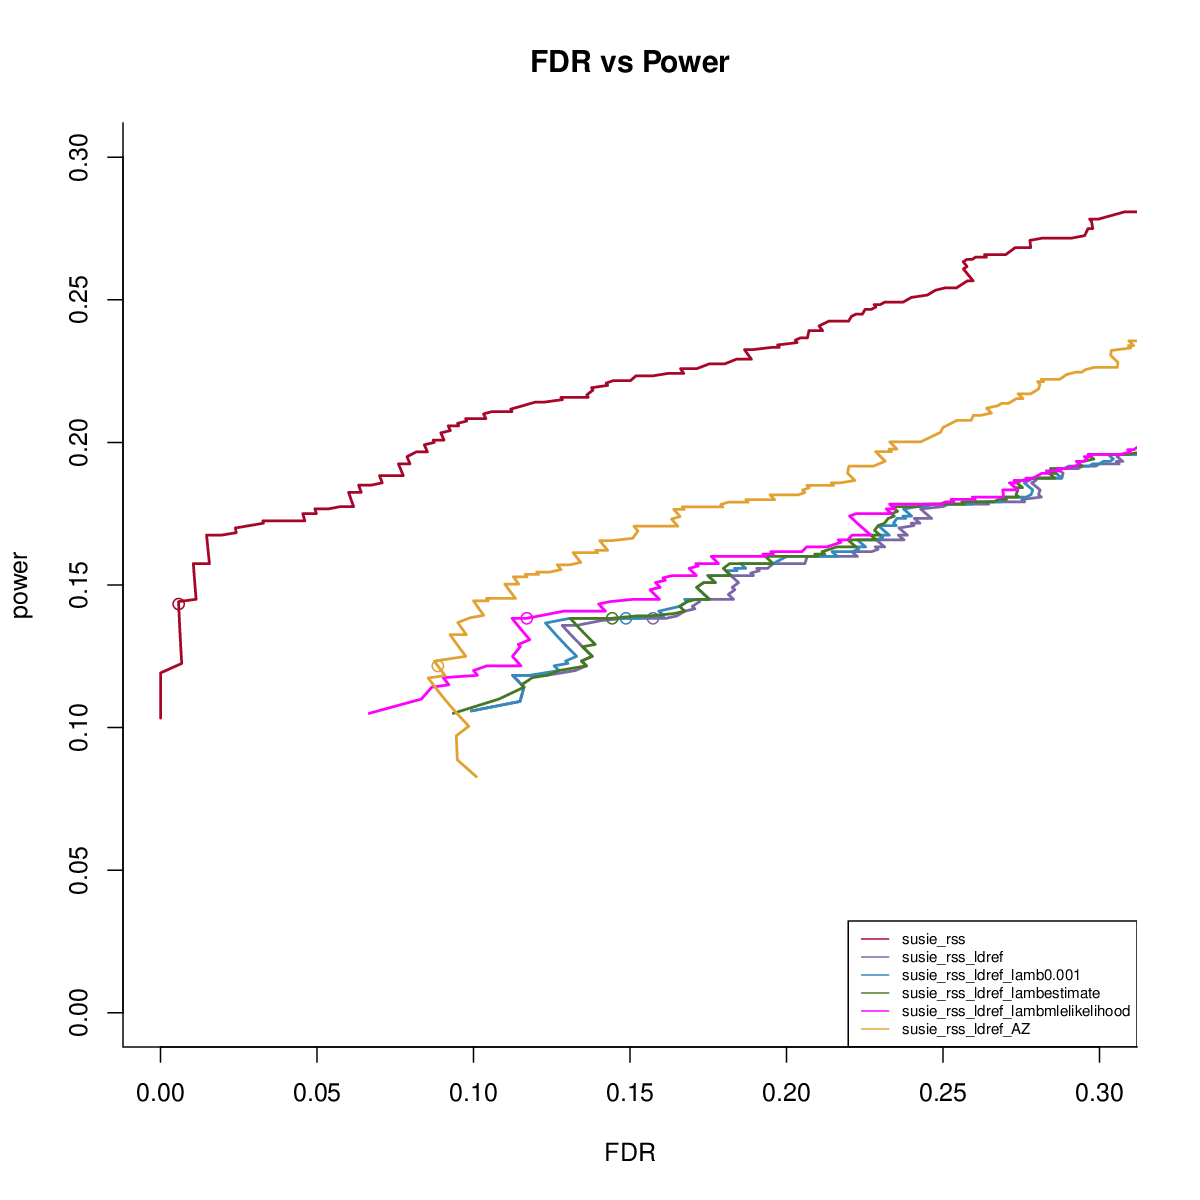 FDR vs Power
power
0.30
0.25
0.20
0.15
0.10
0.05
0.00
0.00 0.05 0.10 0.15 0.20 0.25 0.30
FDR
susie_rss
susie_rss_ldref
susie_rss_ldref_lamb0.001
susie_rss_ldref_lambestimate
susie_rss_ldref_lambmlelikelihood
susie_rss_ldref_AZ